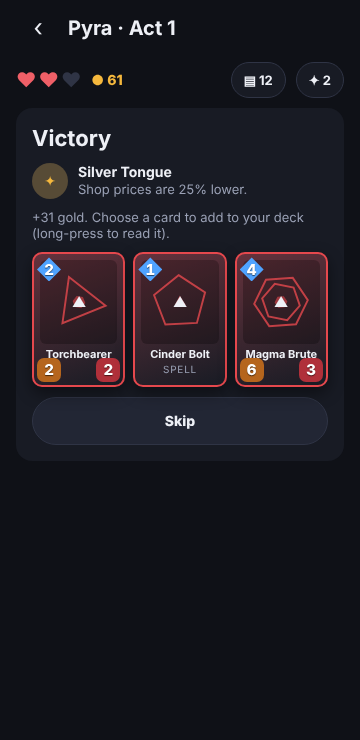 ‹ Pyra · Act 1
61
12
2
Victory
Silver Tongue
Shop prices are 25% lower.
+31 gold. Choose a card to add to your deck
(long-press to read it).
2
Torchbearer
2 2
1
Cinder Bolt
SPELL
4
Magma Brute
6 3
Skip